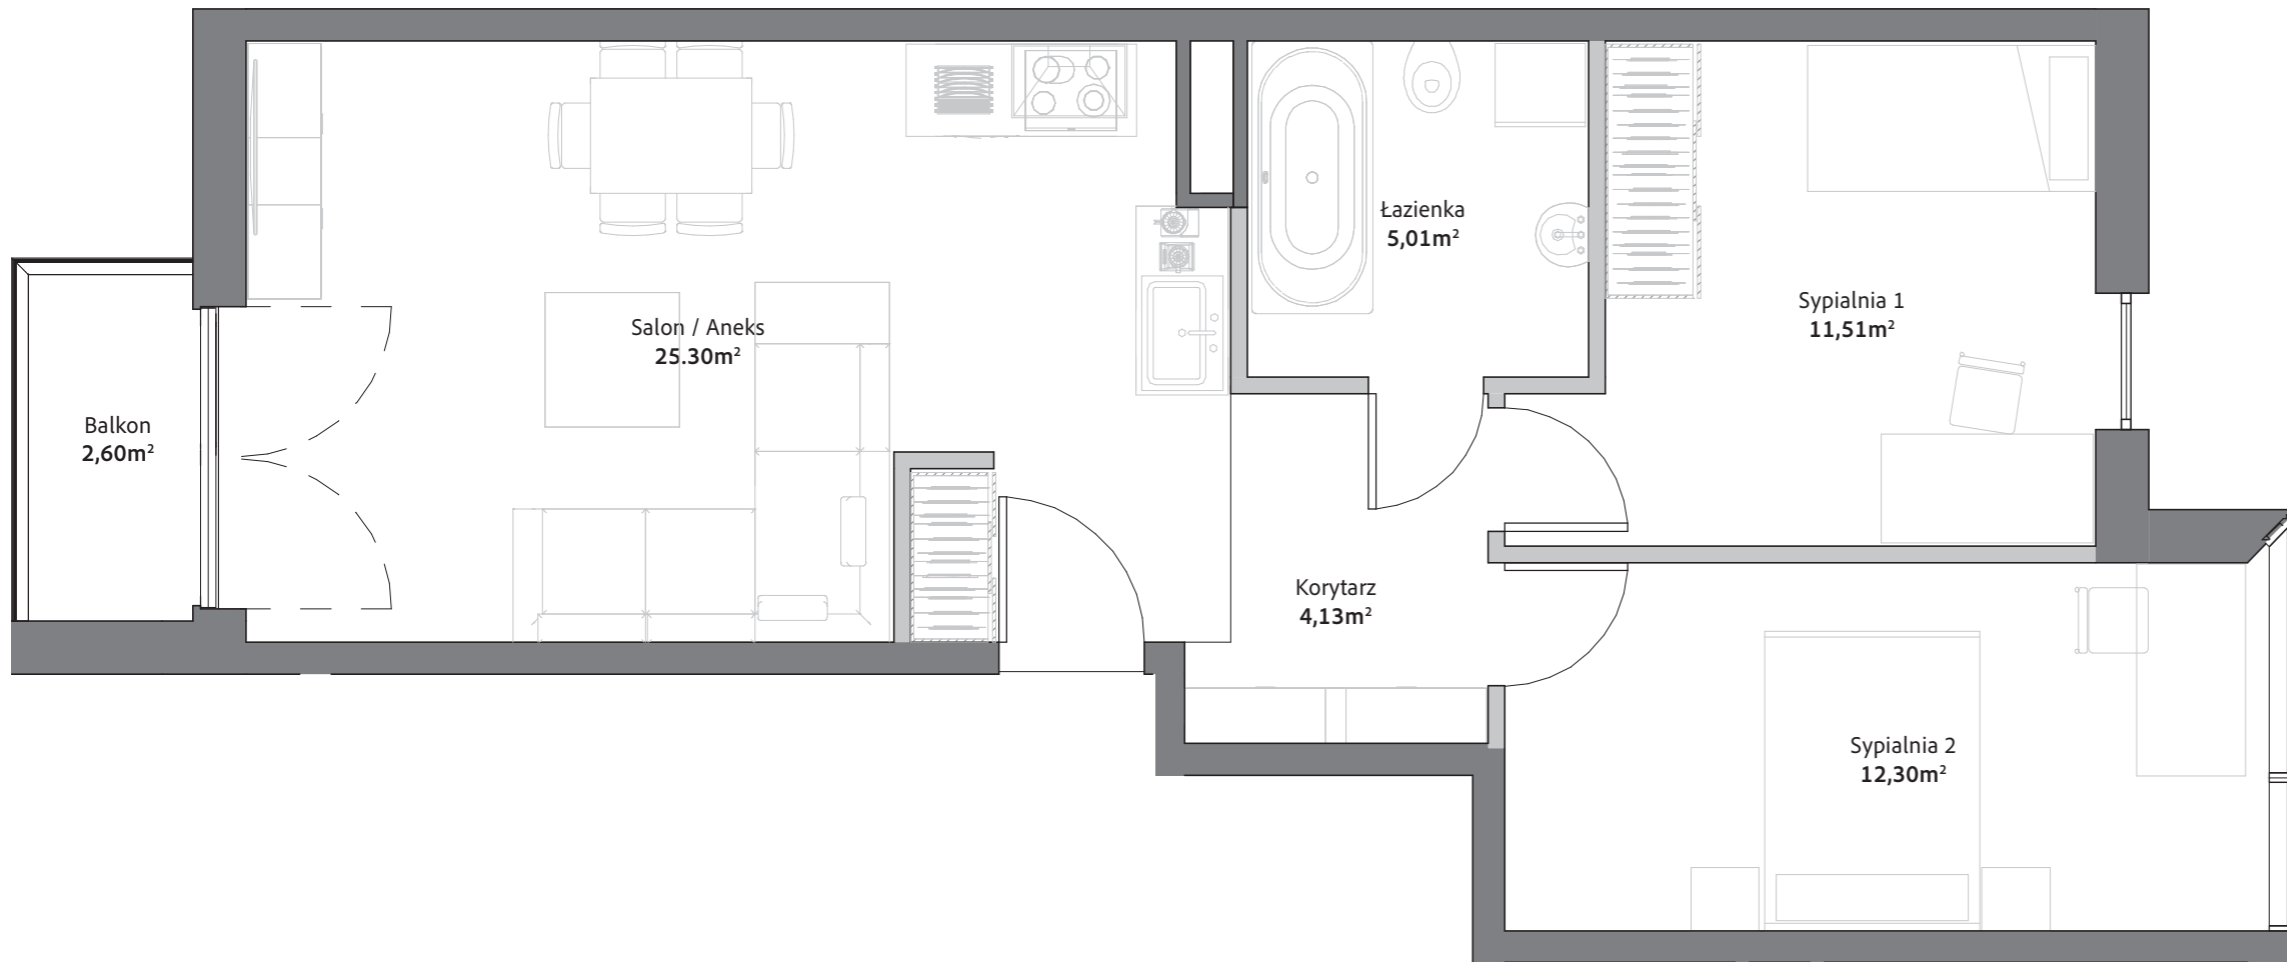 Łazienka
5,01m²
Sypialnia 1
11,51m²
Salon / Aneks
25.30m²
Balkon
2,60m²
Korytarz
4,13m²
Sypialnia 2
12,30m²